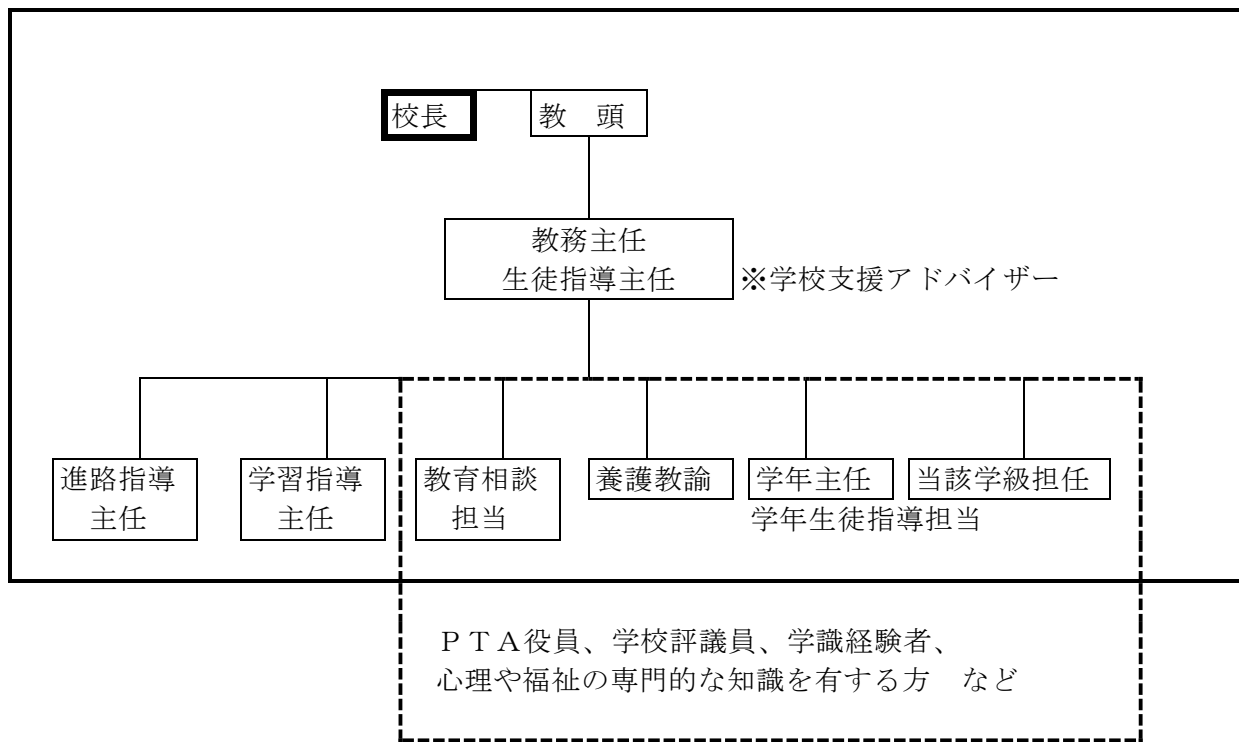 校長
教　頭
教務主任
生徒指導主任
※学校支援アドバイザー
進路指導
主任
学習指導
主任
教育相談
担当
養護教諭
学年主任
学年生徒指導担当
当該学級担任
ＰＴＡ役員、学校評議員、学識経験者、
心理や福祉の専門的な知識を有する方　など